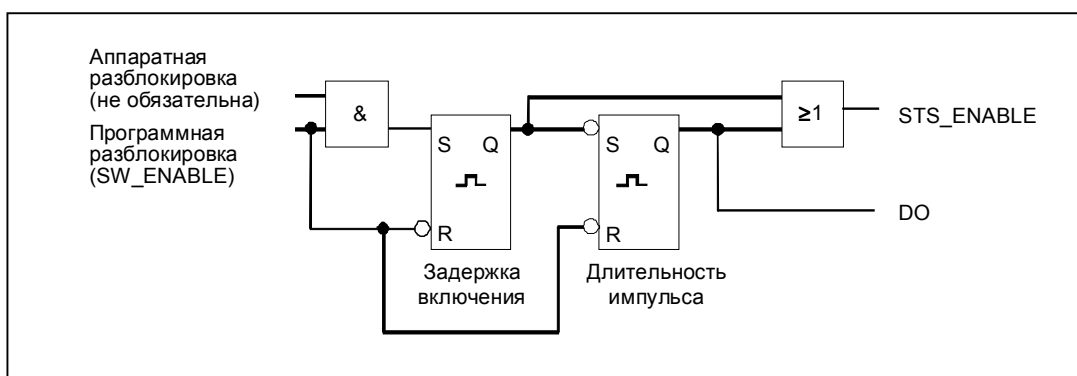 Аппаратная
разблокировка
(не обязательна)
Программная
разблокировка
(SW_ENABLE)
&
S Q
R
Задержка
включения
S Q
R
Длительность
импульса
≥1
STS_ENABLE
DO